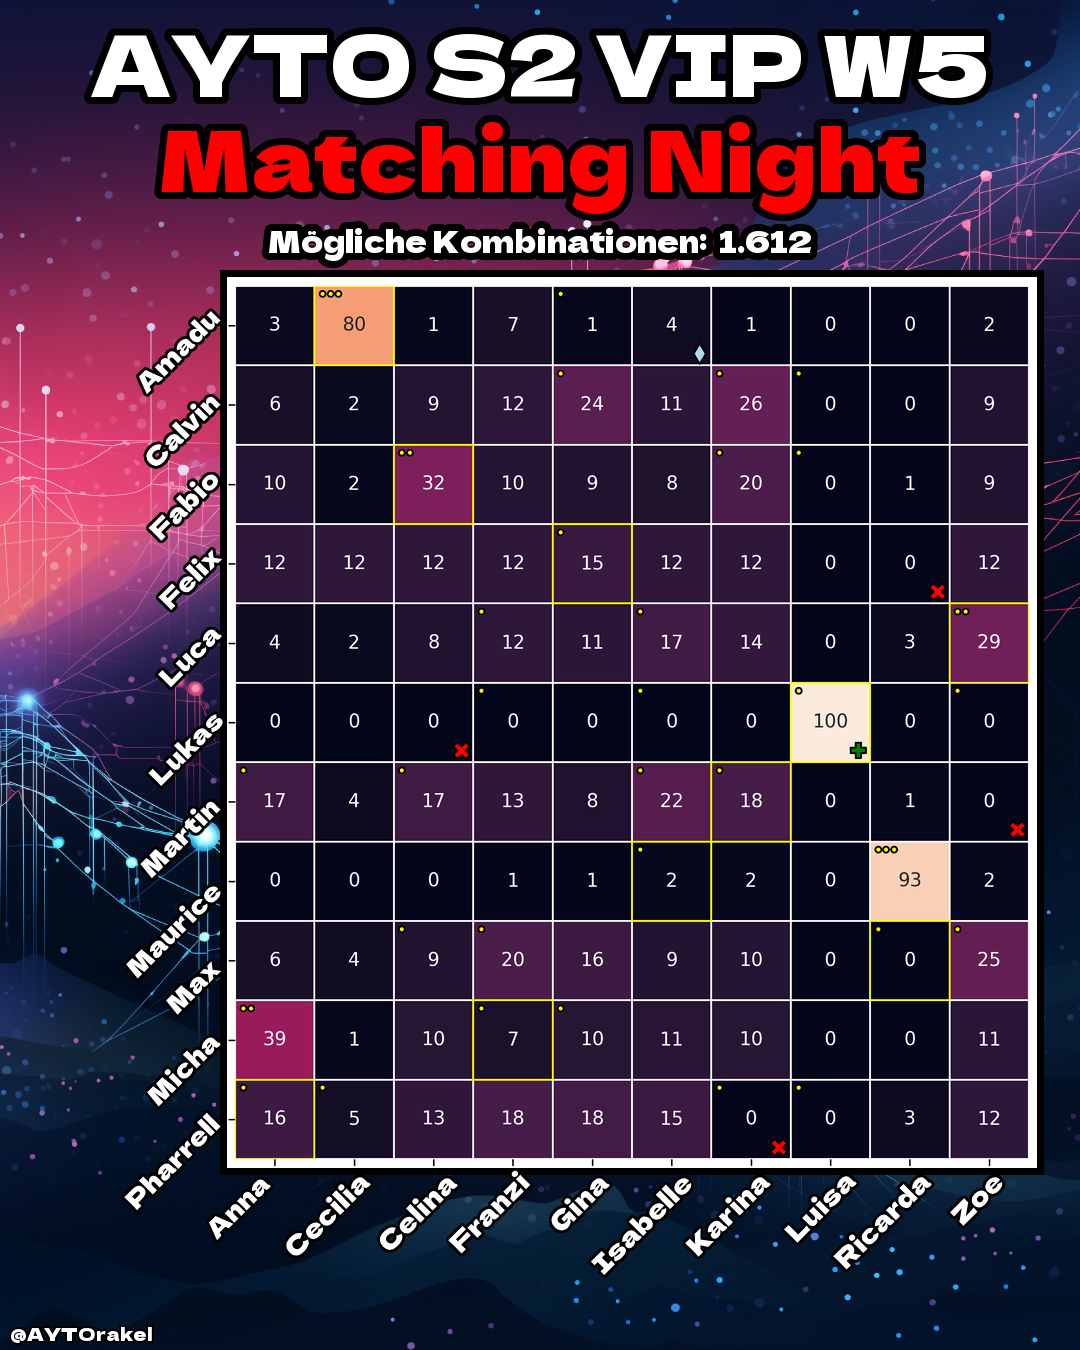 AYTO S2 VIP W5
Matching Night
Mögliche Kombinationen: 1.612
Amadu 3 80 1 7 1 4 1 0 0 2
Calvin 6 2 9 12 24 11 26 0 0 9
Fabio 10 2 32 10 9 8 20 0 1 9
Felix 12 12 12 12 15 12 12 0 0 12
Luca 4 2 8 12 11 17 14 0 3 29
Lukas 0 0 0 0 0 0 0 100 0 0
Martin 17 4 17 13 8 22 18 0 1 0
Maurice 0 0 0 1 1 2 2 0 93 2
Max 6 4 9 20 16 9 10 0 0 25
Micha 39 1 10 7 10 11 10 0 0 11
Pharrell 16 5 13 18 18 15 0 0 3 12
Anna Cecilia Celina Franzi Gina Isabelle Karina Luisa Ricarda Zoe
@AYTOrakel